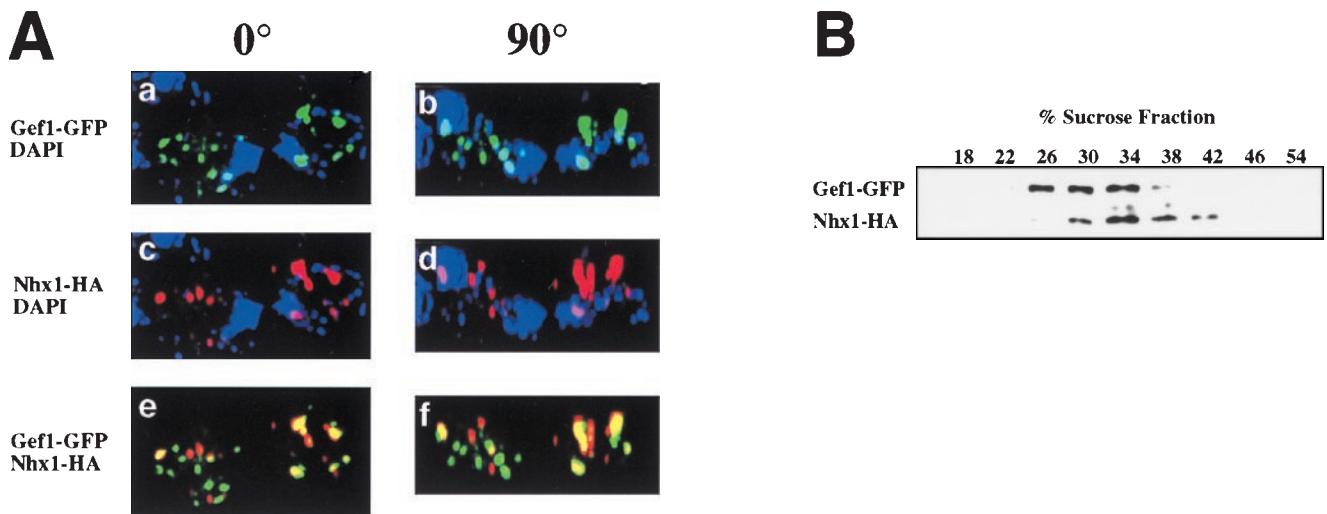 A
0°
90°
B
Gef1-GFP
DAPI
a
b
Nhx1-HA
DAPI
c
d
Gef1-GFP
Nhx1-HA
e
f
% Sucrose Fraction
18 22 26 30 34 38 42 46 54
Gef1-GFP
Nhx1-HA